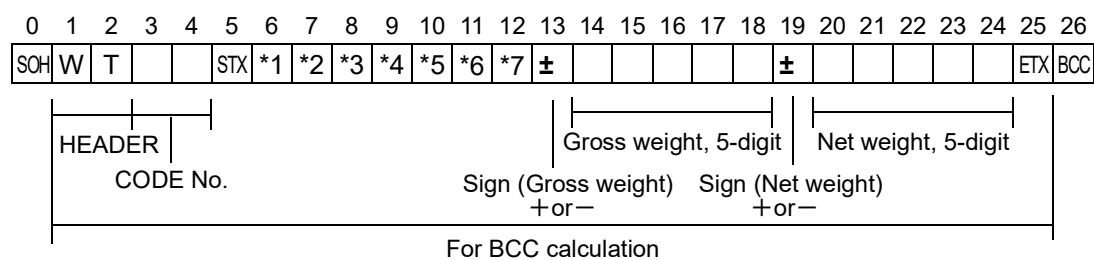 0 1 2 3 4 5 6 7 8 9 10 11 12 13 14 15 16 17 18 19 20 21 22 23 24 25 26
SOH W T STX *1 *2 *3 *4 *5 *6 *7 ± ± ETX BCC
HEADER
CODE No.
Gross weight, 5-digit
Net weight, 5-digit
Sign (Gross weight)
+or−
Sign (Net weight)
+or−
For BCC calculation